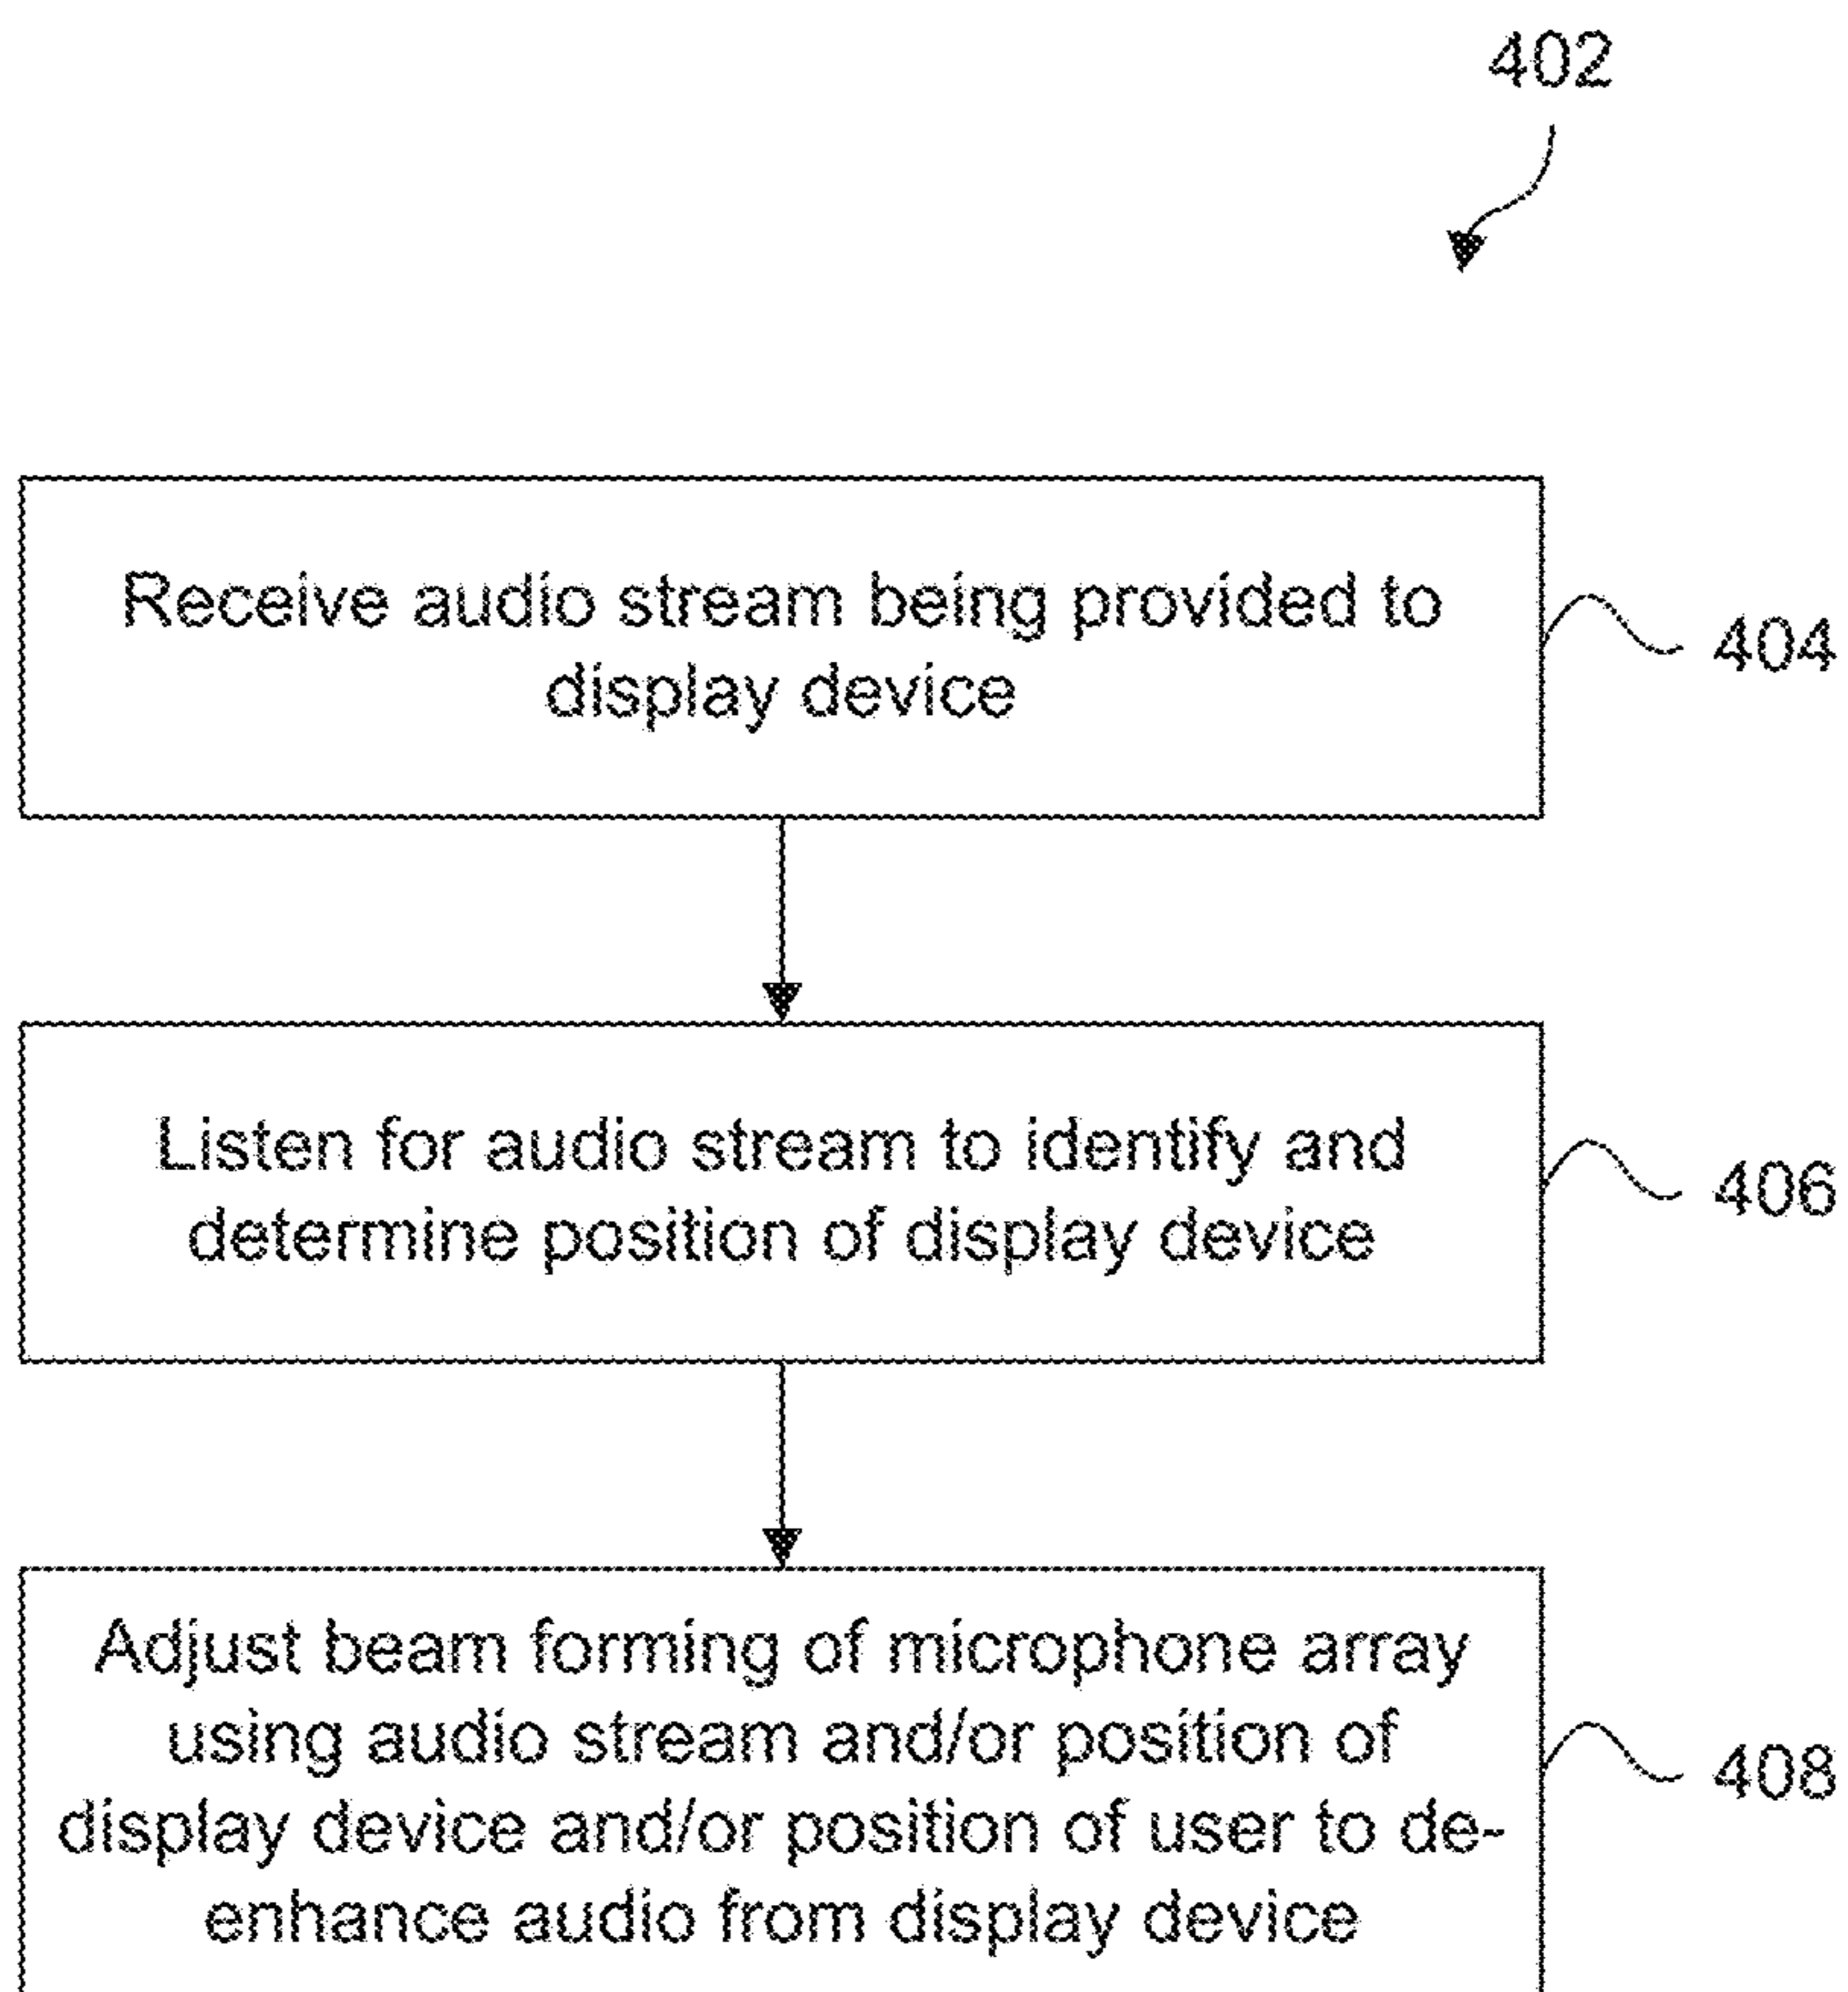 402
Receive audio stream being provided to
display device
404
Listen for audio stream to identify and
determine position of display device
406
Adjust beam forming of microphone array
using audio stream and/or position of
display device and/or position of user to de-
enhance audio from display device
408